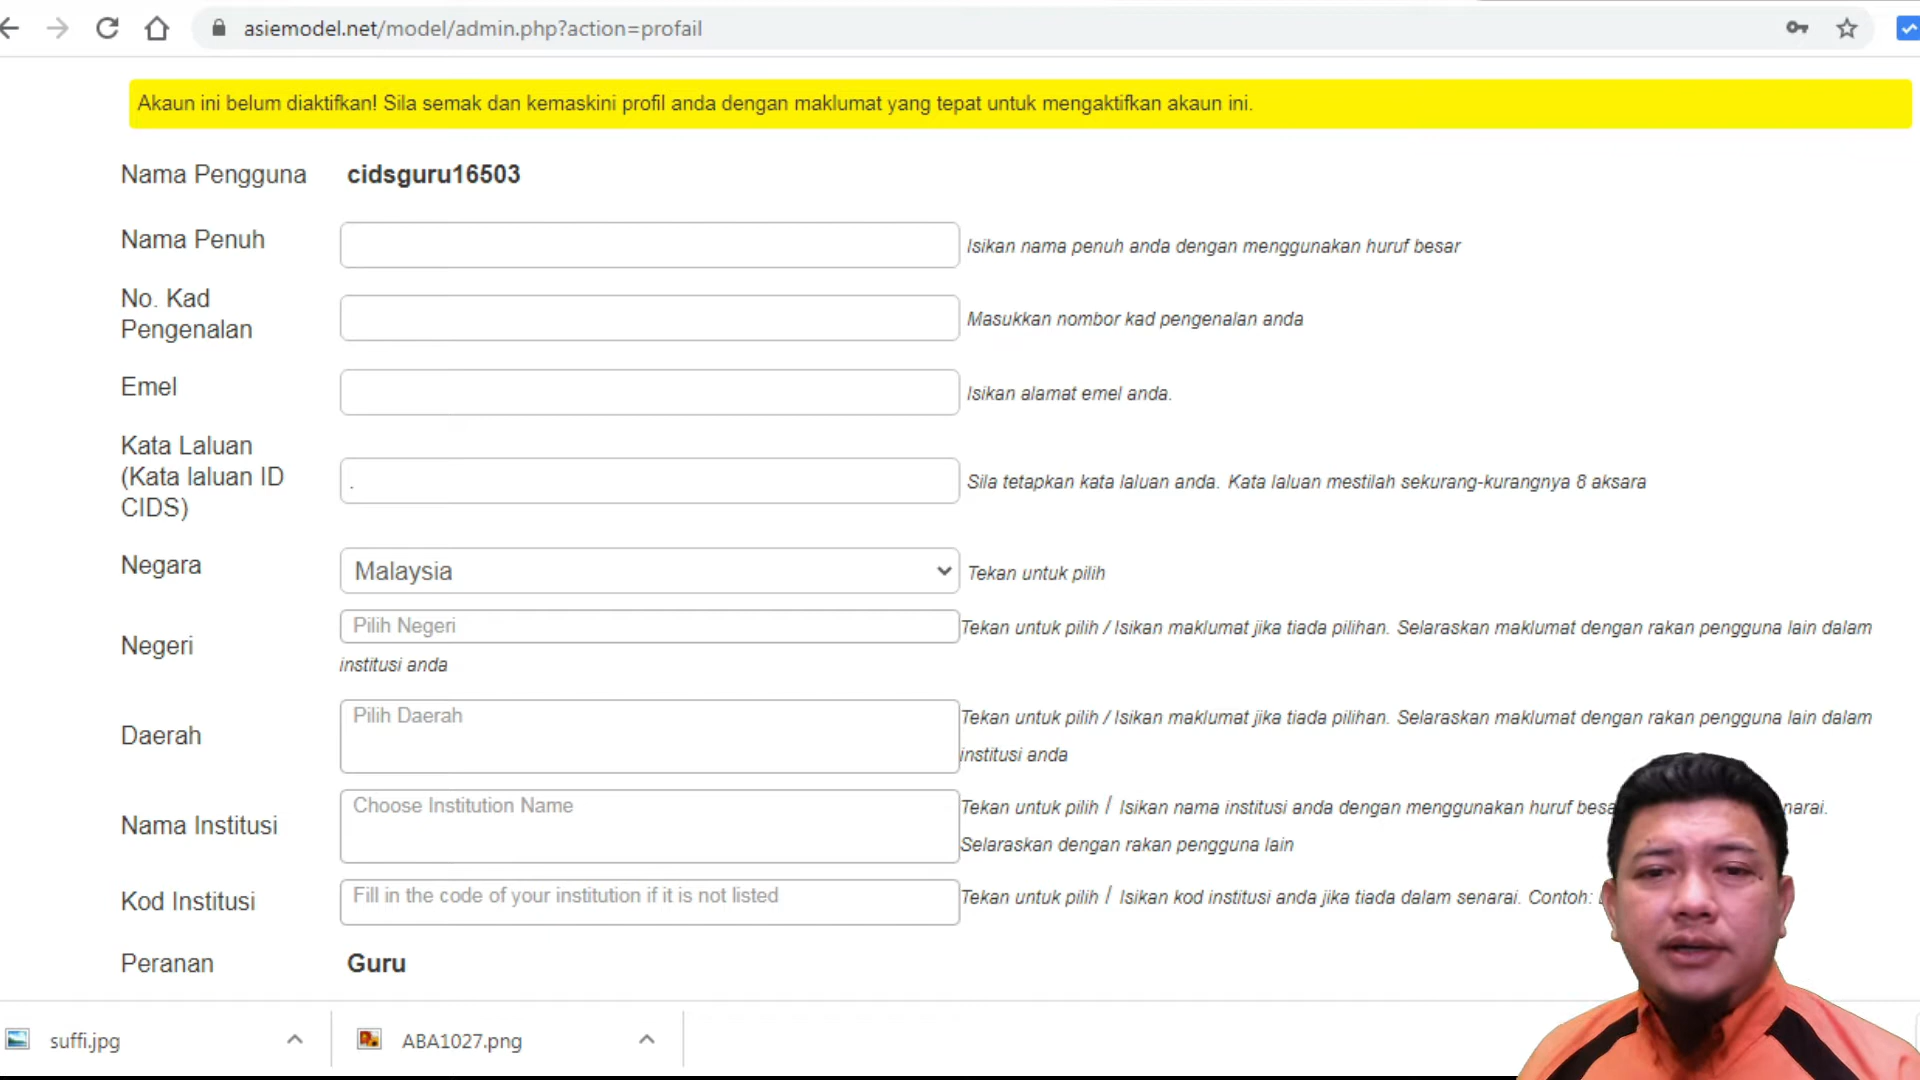 asiemodel.net/model/admin.php?action=profail
Akaun ini belum diaktifkan! Sila semak dan kemaskini profil anda dengan maklumat yang tepat untuk mengaktifkan akaun ini.
Nama Pengguna cidsguru16503
Nama Penuh
Isikan nama penuh anda dengan menggunakan huruf besar
No. Kad
Pengenalan
Masukkan nombor kad pengenalan anda
Emel
Isikan alamat emel anda.
Kata Laluan
(Kata laluan ID
CIDS)
.
Sila tetapkan kata laluan anda. Kata laluan mestilah sekurang-kurangnya 8 aksara
Negara
Malaysia
Tekan untuk pilih
Negeri
Pilih Negeri
Tekan untuk pilih / Isikan maklumat jika tiada pilihan. Selaraskan maklumat dengan rakan pengguna lain dalam
institusi anda
Daerah
Pilih Daerah
Tekan untuk pilih / Isikan maklumat jika tiada pilihan. Selaraskan maklumat dengan rakan pengguna lain dalam
institusi anda
Nama Institusi
Choose Institution Name
Tekan untuk pilih / Isikan nama institusi anda dengan menggunakan huruf
Selaraskan dengan rakan pengguna lain
Kod Institusi
Fill in the code of your institution if it is not listed
Tekan untuk pilih / Isikan kod institusi anda jika tiada dalam senarai. Contoh:
Peranan Guru
suffi.jpg
ABA1027.png